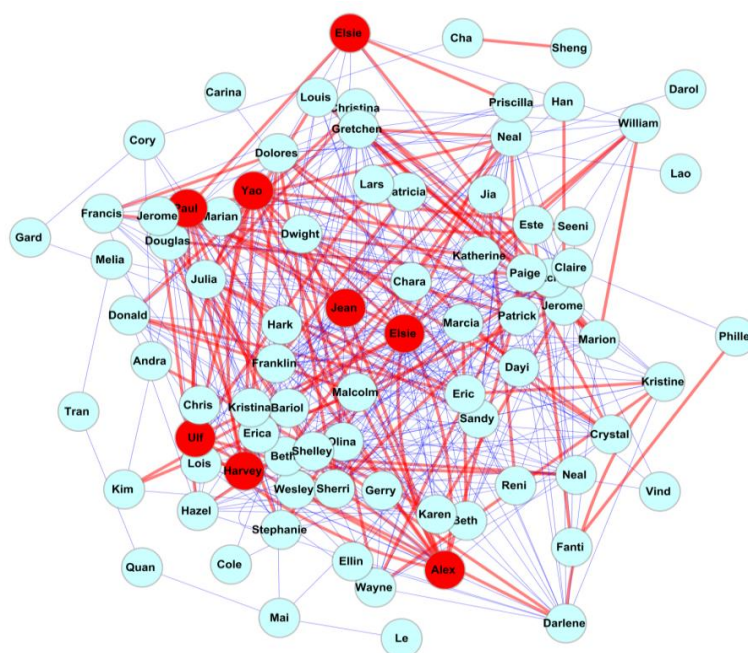 Elsie
Cha
Sheng
Carina
Louis
Christina
Priscilla
Han
Darol
Gretchen
William
Neal
Cory
Dolores
Lao
Lars
Jia
Yao
Paul
Francis
Jerome
Marian
Este
Seeni
Gard
Douglas
Dwight
Melia
Katherine
Claire
Paige
Julia
Chara
Jean
Jerome
Donald
Hark
Elsie
Marcia
Patrick
Marion
Phille
Andra
Franklin
Dayi
Kristine
Malcolm
Eric
Tran
Chris
Kristina
Bariol
Sandy
Erica
Ulf
Crystal
Olina
Shelley
Beth
Lois
Harvey
Neal
Kim
Wesley
Sherri
Gerry
Reni
Vind
Hazel
Karen
Beth
Stephanie
Fanti
Quan
Cole
Ellin
Alex
Wayne
Mai
Darlene
Le